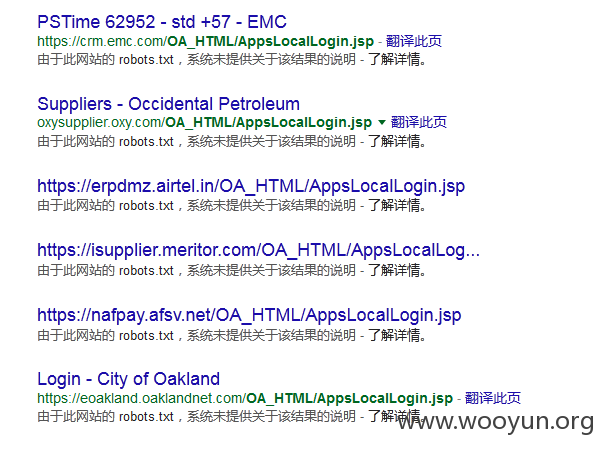 PSTime 62952 - std +57 - EMC
https://crm.emc.com/OA_HTML/AppsLocalLogin.jsp - 翻译此页
由于此网站的 robots.txt，系统未提供关于该结果的说明 - 了解详情。
Suppliers - Occidental Petroleum
oxysupplier.oxy.com/OA_HTML/AppsLocalLogin.jsp ▼ 翻译此页
由于此网站的 robots.txt，系统未提供关于该结果的说明 - 了解详情。
https://erpdmz.airtel.in/OA_HTML/AppsLocalLogin.jsp
由于此网站的 robots.txt，系统未提供关于该结果的说明 - 了解详情。
https://isupplier.meritor.com/OA_HTML/AppsLocalLog...
由于此网站的 robots.txt，系统未提供关于该结果的说明 - 了解详情。
https://nafpay.afsv.net/OA_HTML/AppsLocalLogin.jsp
由于此网站的 robots.txt，系统未提供关于该结果的说明 - 了解详情。
Login - City of Oakland
https://eoakland.oaklandnet.com/OA_HTML/AppsLocalLogin.jsp - 翻译此页
由于此网站的 robots.txt，系统未提供关于该结果的说明 - 了解详情。
www.wooyun.org